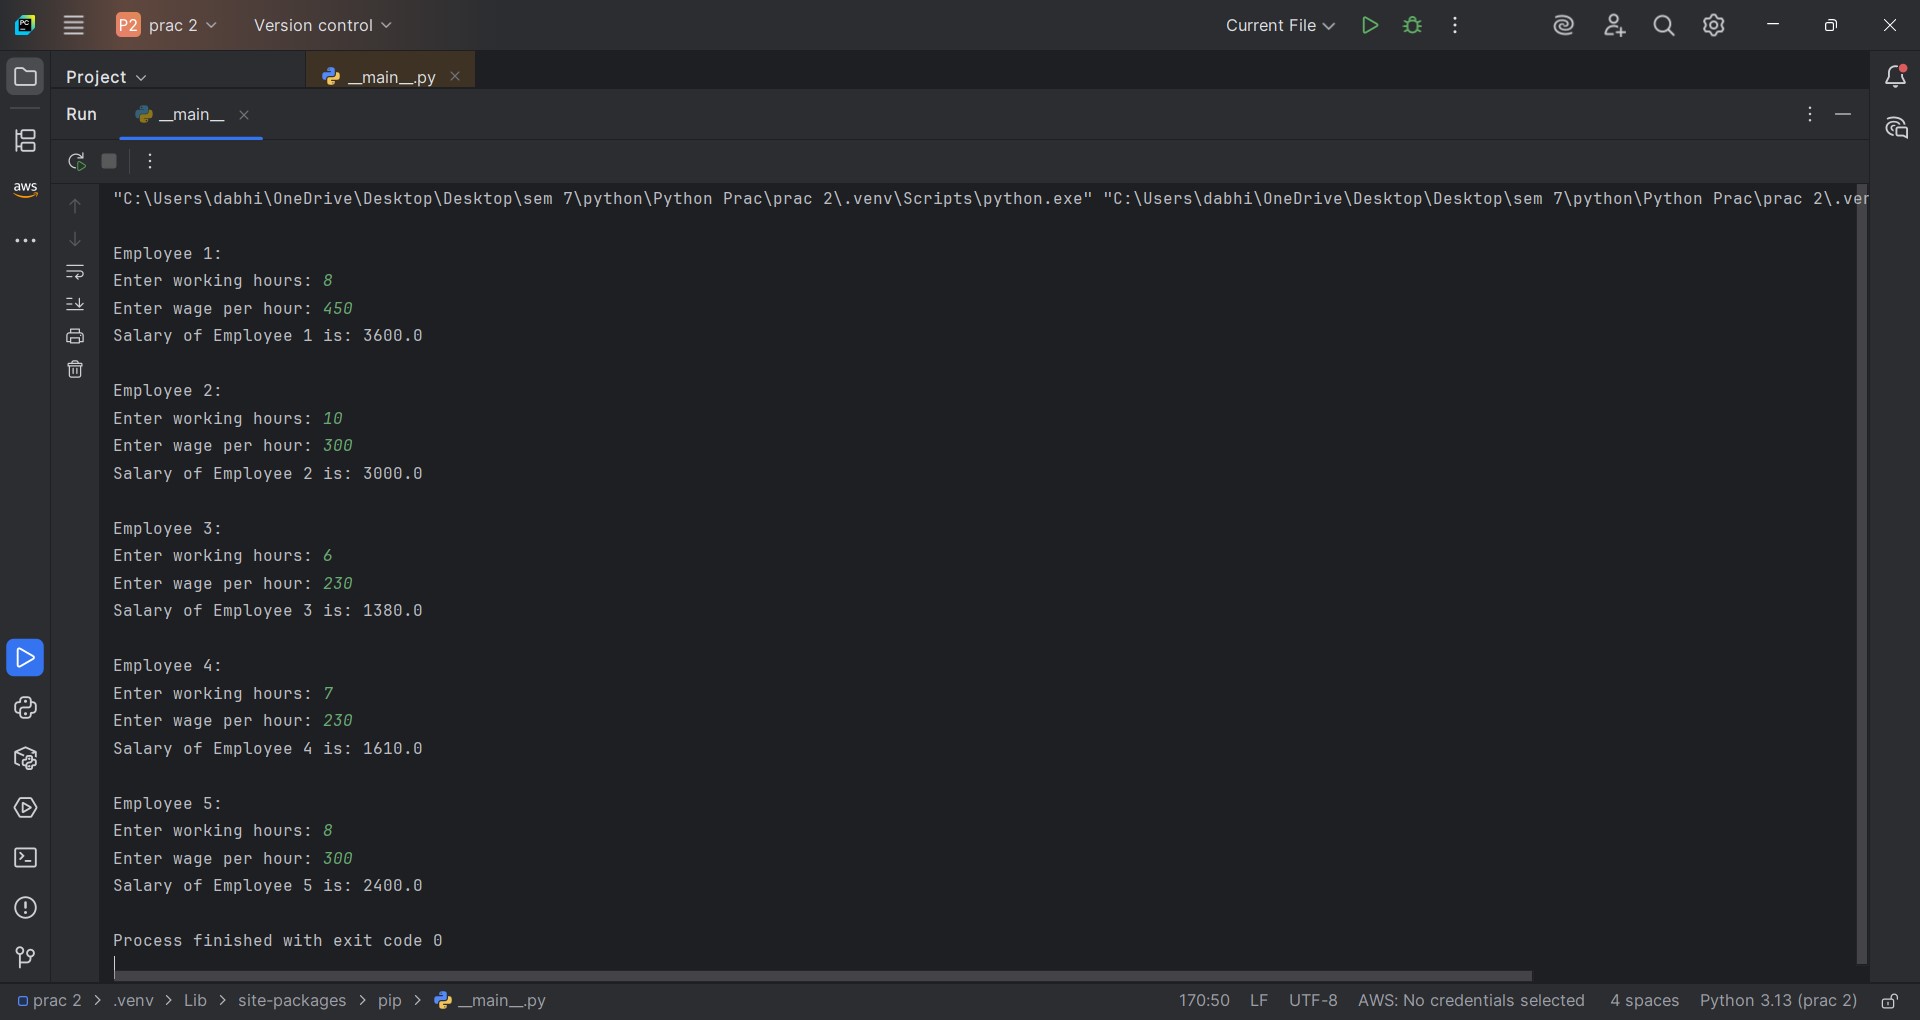 P2 prac 2 Version control Current File
Project __main__.py
Run __main__
aws
"C:\Users\dabhi\OneDrive\Desktop\Desktop\sem 7\python\Python Prac\prac 2\.venv\Scripts\python.exe" "C:\Users\dabhi\OneDrive\Desktop\Desktop\sem 7\python\Python Prac\prac 2\.ver
Employee 1:
Enter working hours: 8
Enter wage per hour: 450
Salary of Employee 1 is: 3600.0
Employee 2:
Enter working hours: 10
Enter wage per hour: 300
Salary of Employee 2 is: 3000.0
Employee 3:
Enter working hours: 6
Enter wage per hour: 230
Salary of Employee 3 is: 1380.0
Employee 4:
Enter working hours: 7
Enter wage per hour: 230
Salary of Employee 4 is: 1610.0
Employee 5:
Enter working hours: 8
Enter wage per hour: 300
Salary of Employee 5 is: 2400.0
Process finished with exit code 0
prac 2 > .venv > Lib > site-packages > pip > __main__.py 170:50 LF UTF-8 AWS: No credentials selected 4 spaces Python 3.13 (prac 2)